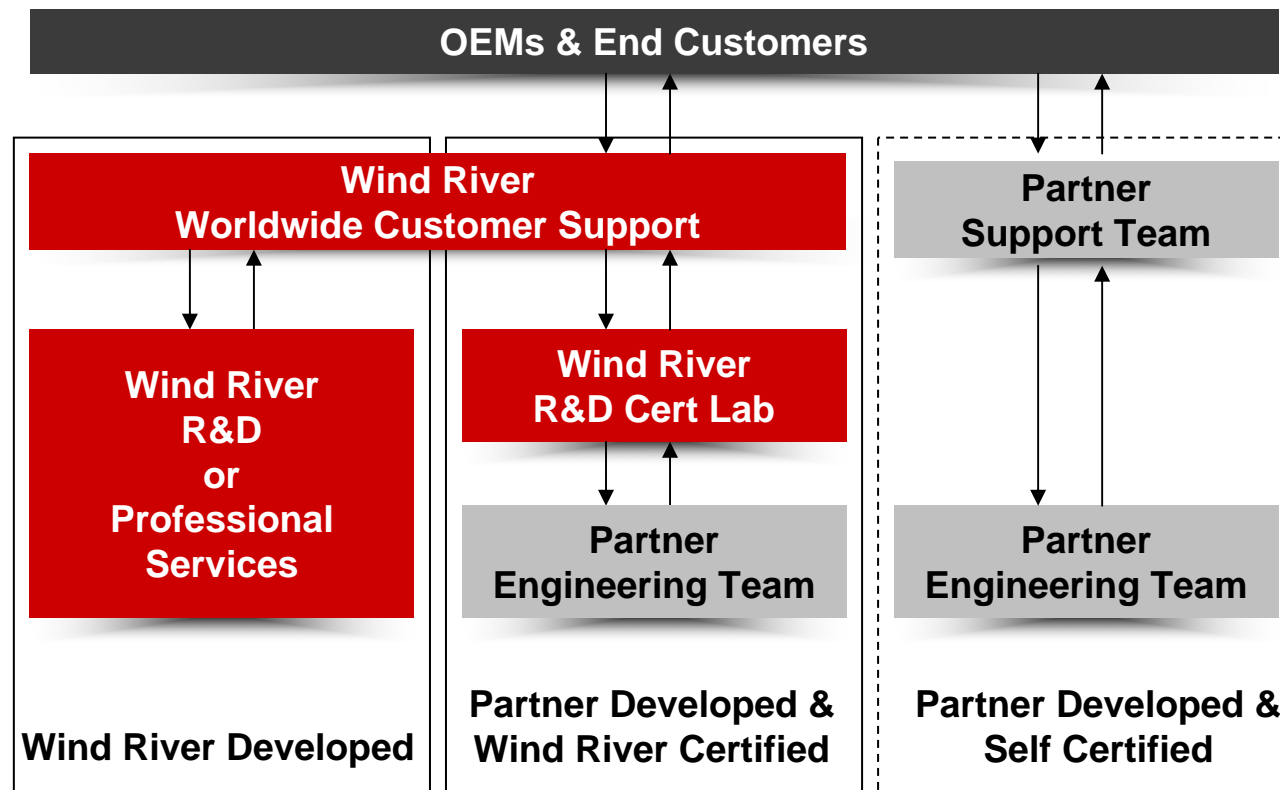 OEMs & End Customers
Wind River
Worldwide Customer Support
Partner
Support Team
Wind River
R&D
or
Professional
Services
Wind River
R&D Cert Lab
Partner
Engineering Team
Partner
Engineering Team
Wind River Developed
Partner Developed &
Wind River Certified
Partner Developed &
Self Certified